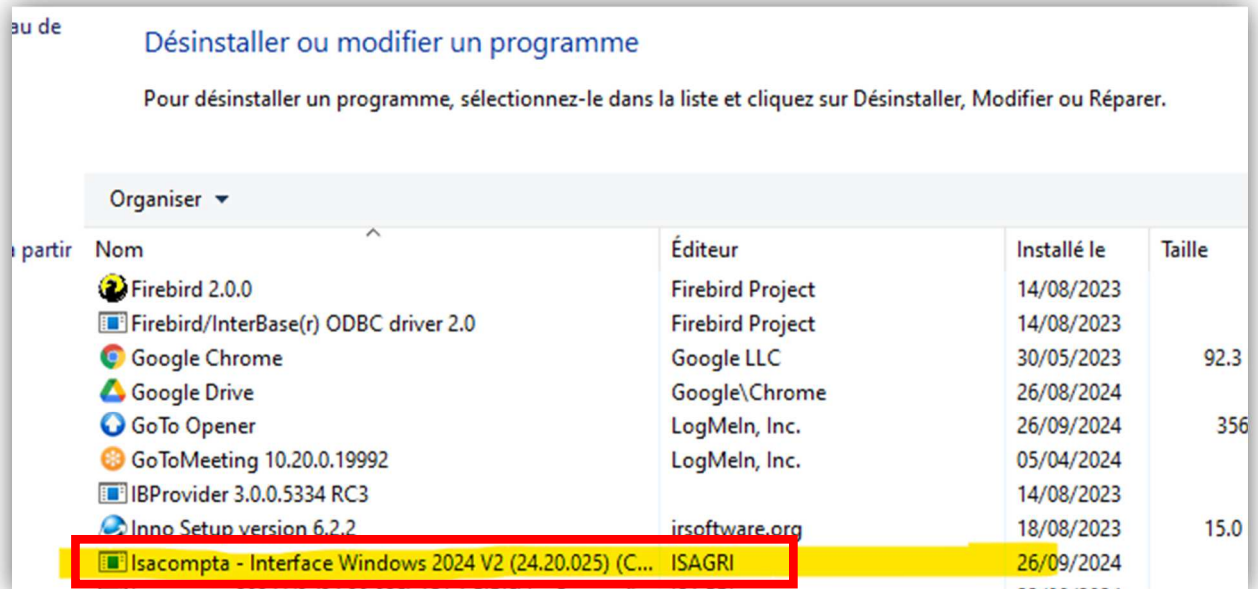 au de
Désinstaller ou modifier un programme
Pour désinstaller un programme, sélectionnez-le dans la liste et cliquez sur Désinstaller, Modifier ou Réparer.
Organiser
partir
Nom Éditeur Installé le Taille
Firebird 2.0.0 Firebird Project 14/08/2023
Firebird/InterBase(r) ODBC driver 2.0 Firebird Project 14/08/2023
Google Chrome Google LLC 30/05/2023 92.3
Google Drive Google\Chrome 26/08/2024
GoTo Opener LogMeIn, Inc. 26/09/2024 356
GoToMeeting 10.20.0.19992 LogMeIn, Inc. 05/04/2024
IBProvider 3.0.0.5334 RC3 14/08/2023
Inno Setup version 6.2.2 jrsoftware.org 18/08/2023 15.0
Isacompta - Interface Windows 2024 V2 (24.20.025) (C... ISAGRI 26/09/2024